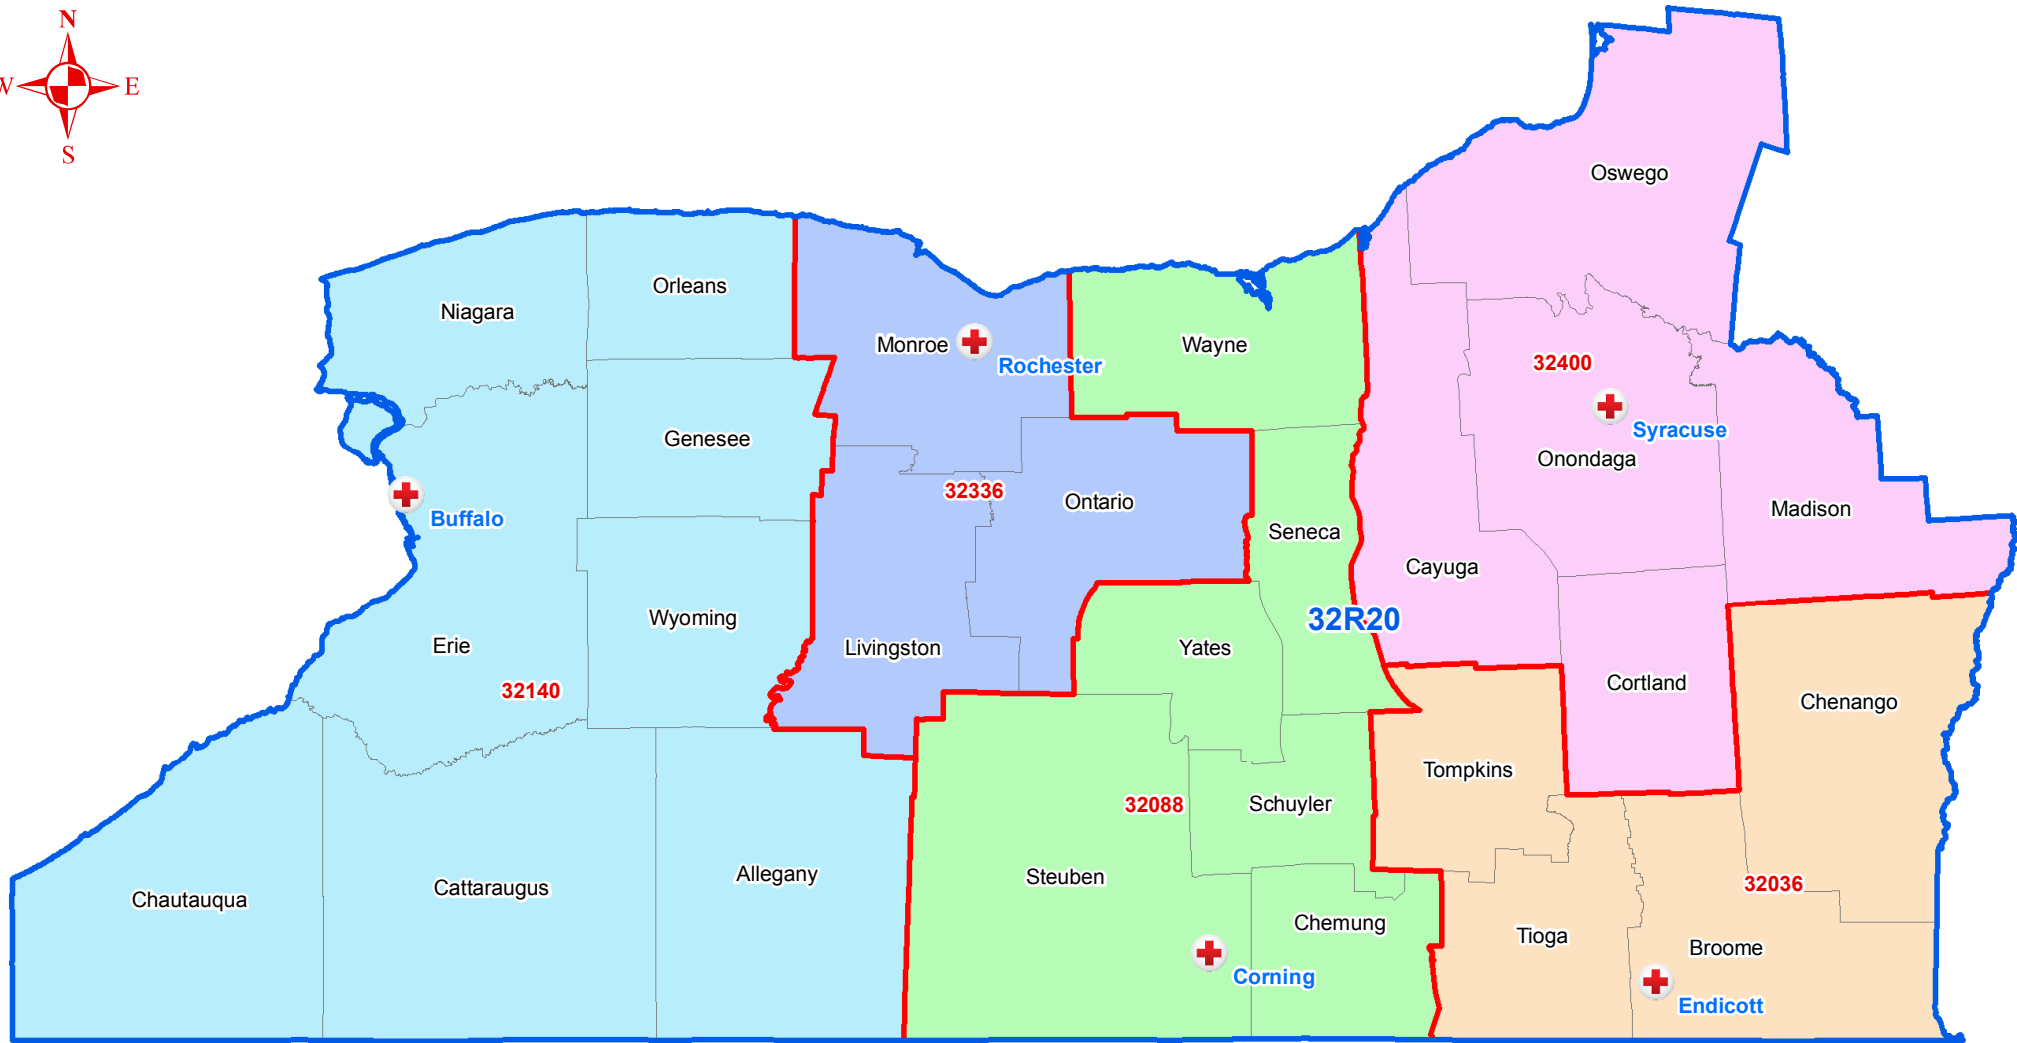 N
W E
S
Oswego
Orleans
Niagara
Monroe
Wayne
Rochester
32400
Syracuse
Genesee
Onondaga
32336
Ontario
Buffalo
Madison
Seneca
Cayuga
Wyoming
32R20
Erie
Livingston
Yates
32140
Cortland
Chenango
Tompkins
32088
Schuyler
Allegany
Steuben
Cattaraugus
32036
Chautauqua
Chemung
Tioga
Broome
Corning
Endicott